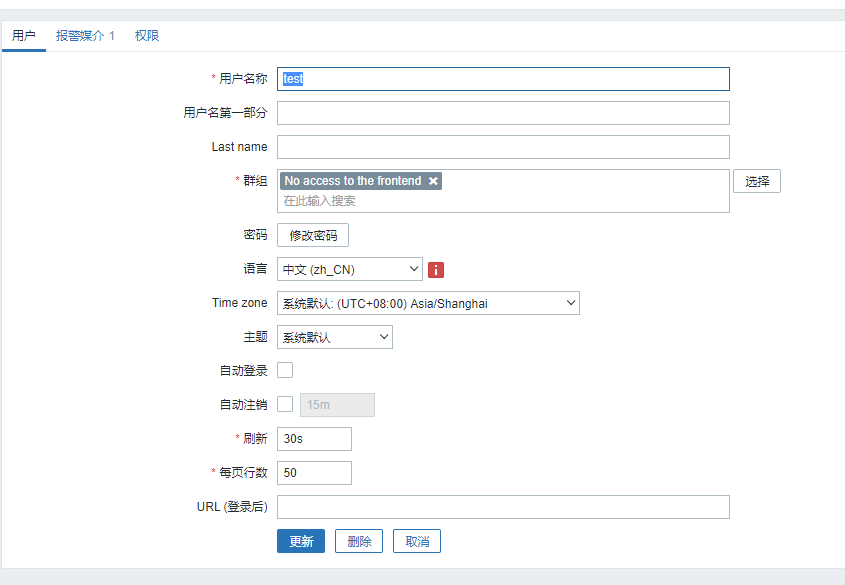 用户 报警媒介 1 权限
* 用户名称 test
用户名第一部分
Last name
* 群组 No access to the frontend ✖ 选择
在此输入搜索
密码 修改密码
语言 中文 (zh_CN) i
Time zone 系统默认: (UTC+08:00) Asia/Shanghai
主题 系统默认
自动登录
自动注销 15m
* 刷新 30s
* 每页行数 50
URL (登录后)
更新 删除 取消